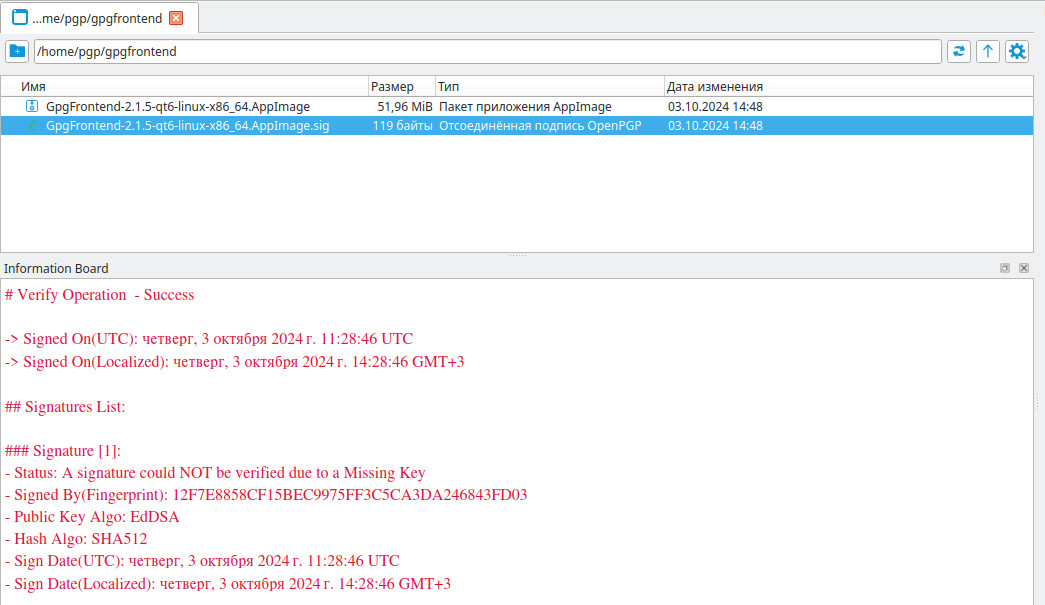 ...me/pgp/gpgfrontend
/home/pgp/gpgfrontend
Имя Размер Тип Дата изменения
GpgFrontend-2.1.5-qt6-linux-x86_64.AppImage 51,96 MiB Пакет приложения AppImage 03.10.2024 14:48
GpgFrontend-2.1.5-qt6-linux-x86_64.AppImage.sig 119 байты Отсоединённая подпись OpenPGP 03.10.2024 14:48
Information Board
# Verify Operation - Success
-> Signed On(UTC): четверг, 3 октября 2024 г. 11:28:46 UTC
-> Signed On(Localized): четверг, 3 октября 2024 г. 14:28:46 GMT+3
## Signatures List:
### Signature [1]:
- Status: A signature could NOT be verified due to a Missing Key
- Signed By(Fingerprint): 12F7E8858CF15BEC9975FF3C5CA3DA246843FD03
- Public Key Algo: EdDSA
- Hash Algo: SHA512
- Sign Date(UTC): четверг, 3 октября 2024 г. 11:28:46 UTC
- Sign Date(Localized): четверг, 3 октября 2024 г. 14:28:46 GMT+3